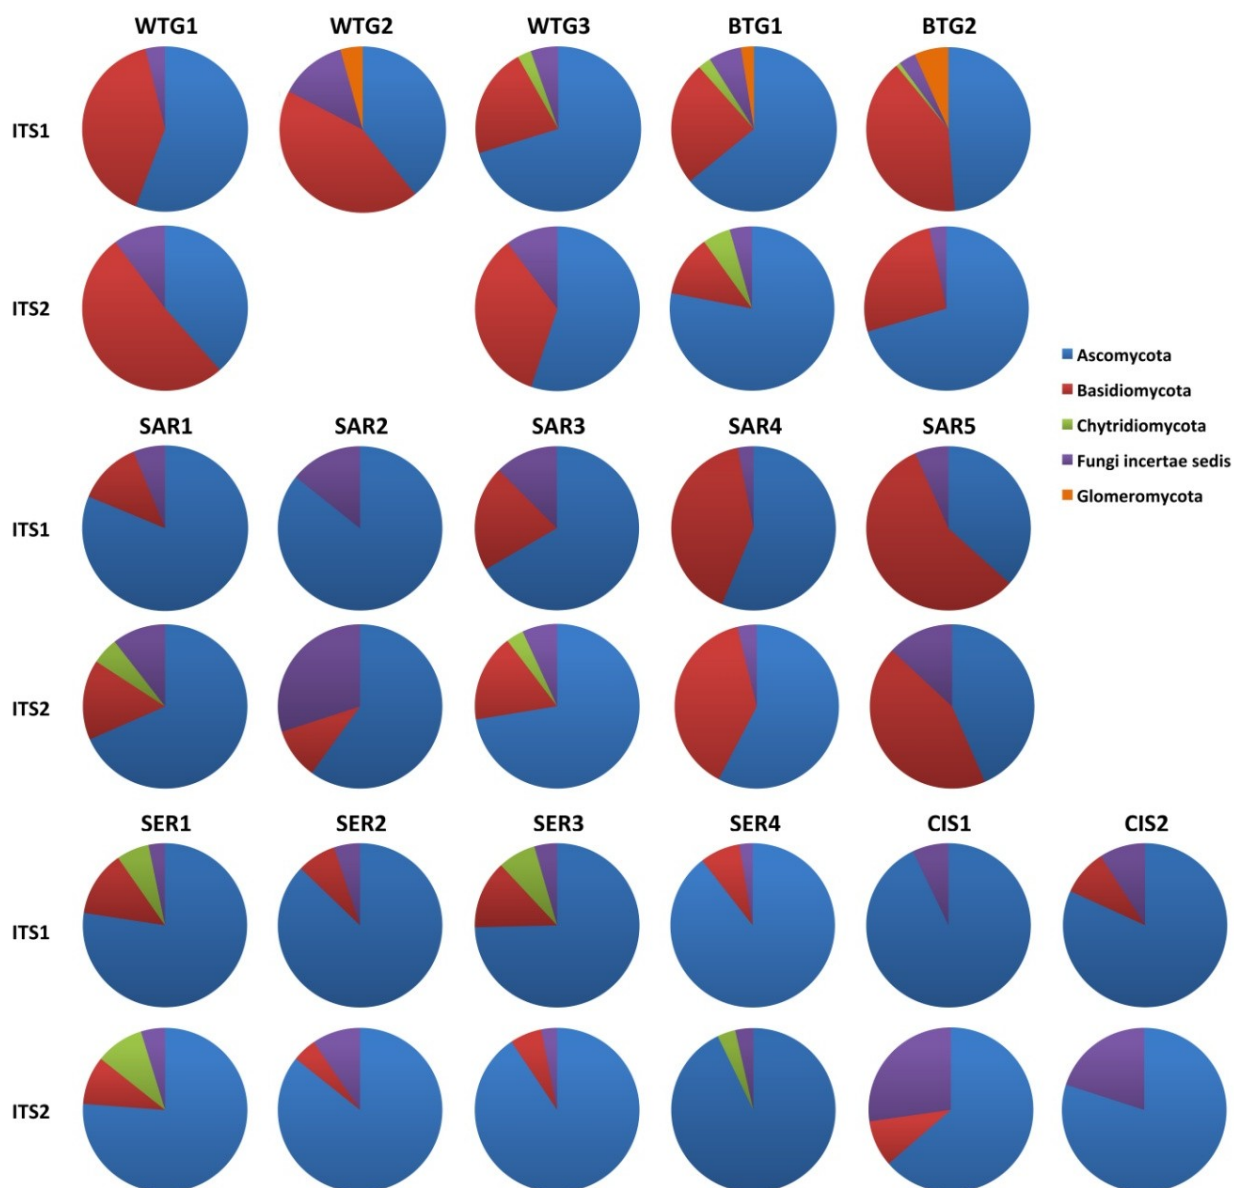 WTG1 WTG2 WTG3 BTG1 BTG2
ITS1
ITS2
Ascomycota
Basidiomycota
Chytridiomycota
Fungi incertae sedis
Glomeromycota
SAR1 SAR2 SAR3 SAR4 SAR5
ITS1
ITS2
SER1 SER2 SER3 SER4 CIS1 CIS2
ITS1
ITS2